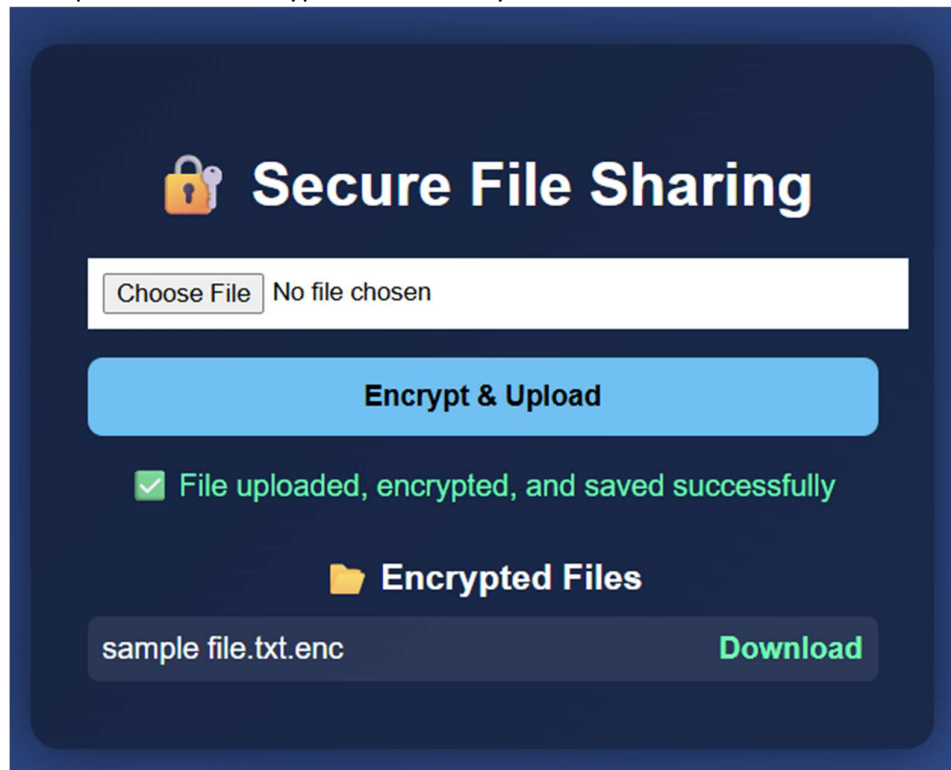 Secure File Sharing
Choose File No file chosen
Encrypt & Upload
File uploaded, encrypted, and saved successfully
Encrypted Files
sample file.txt.enc Download